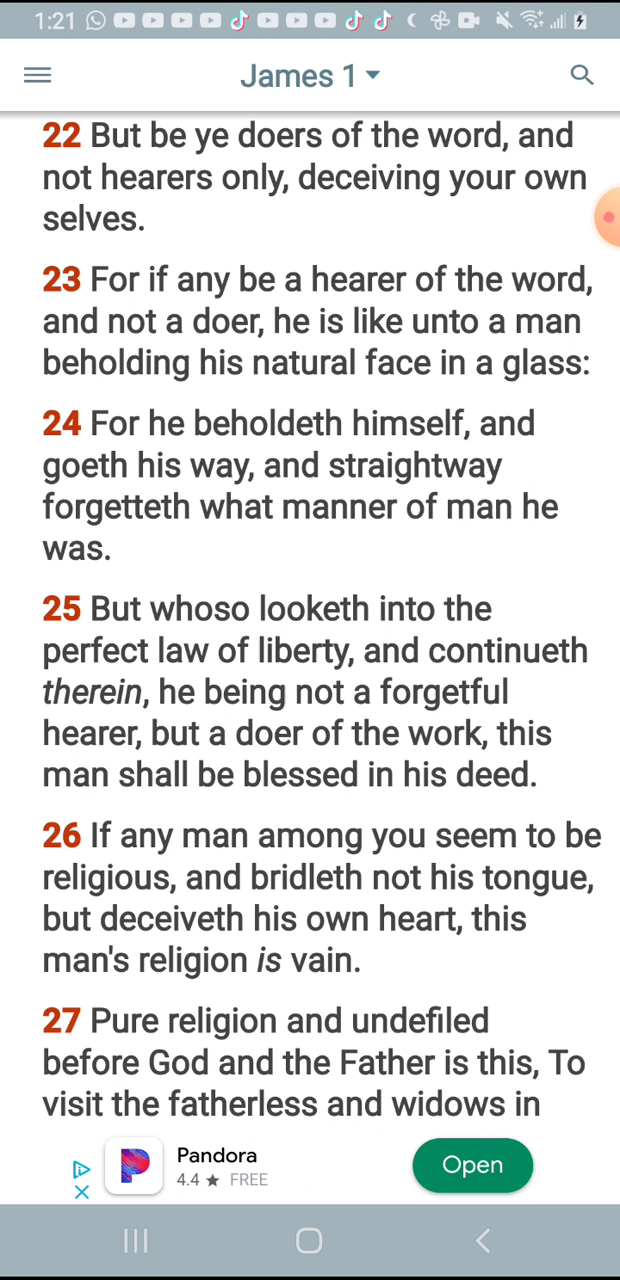 1:21
James 1
22 But be ye doers of the word, and
not hearers only, deceiving your own
selves.
23 For if any be a hearer of the word,
and not a doer, he is like unto a man
beholding his natural face in a glass:
24 For he beholdeth himself, and
goeth his way, and straightway
forgetteth what manner of man he
was.
25 But whoso looketh into the
perfect law of liberty, and continueth
therein, he being not a forgetful
hearer, but a doer of the work, this
man shall be blessed in his deed.
26 If any man among you seem to be
religious, and bridleth not his tongue,
but deceiveth his own heart, this
man's religion is vain.
27 Pure religion and undefiled
before God and the Father is this, To
visit the fatherless and widows in
Pandora
4.4 ★ FREE
Open